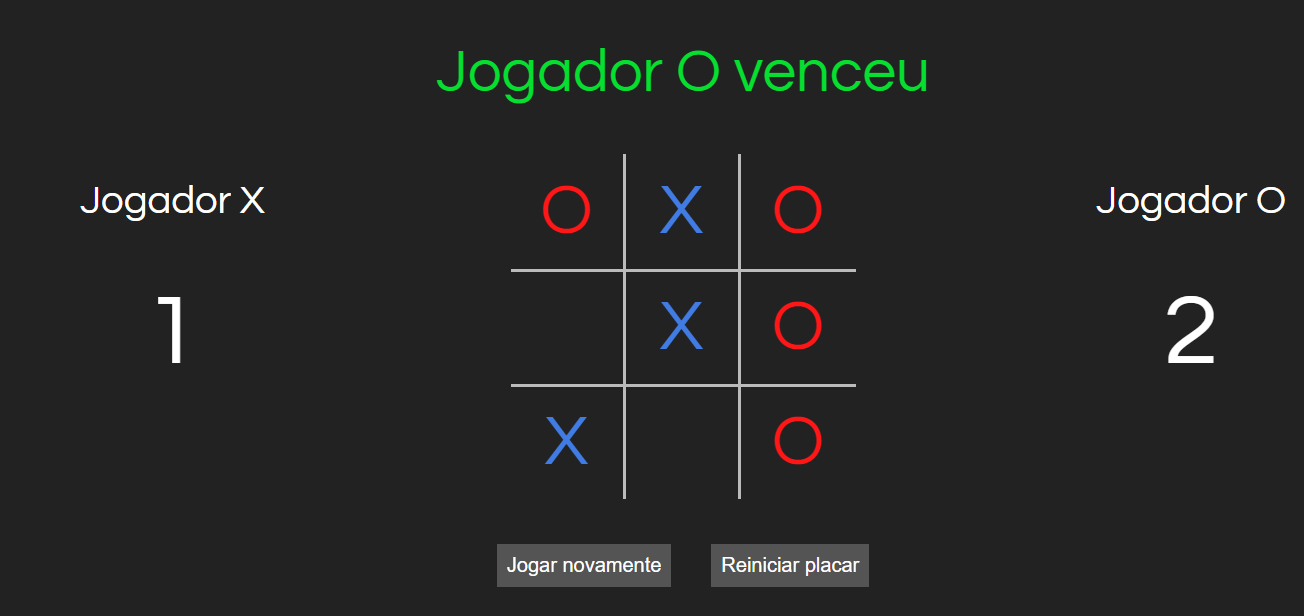 Jogador O venceu
Jogador X
Jogador O
1
2
O X O
X O
X O
Jogar novamente
Reiniciar placar